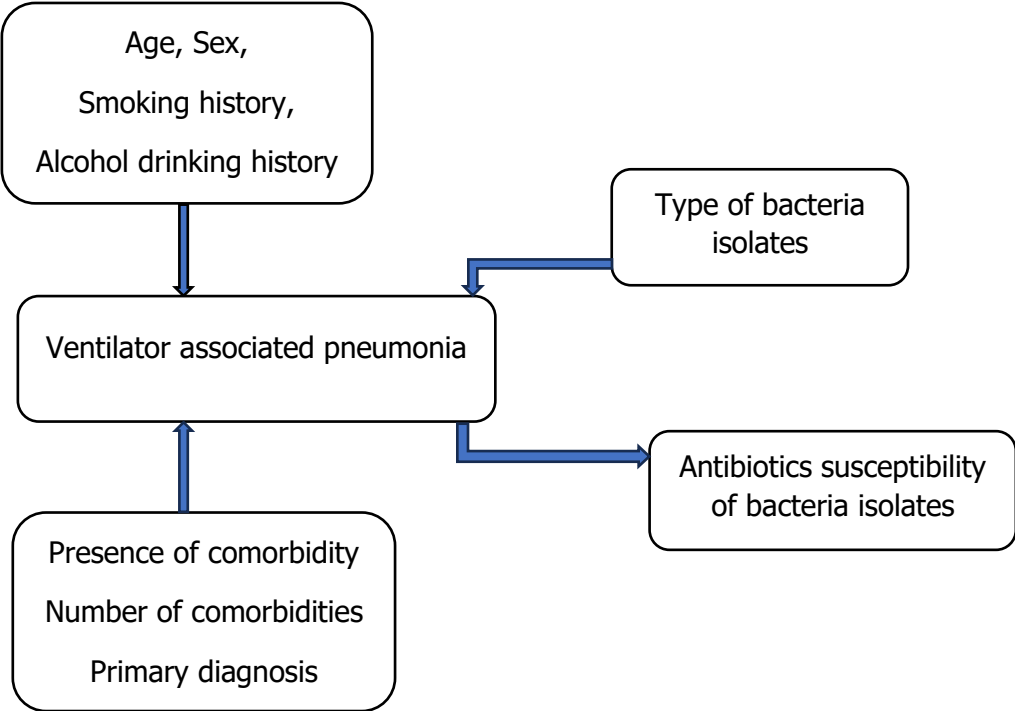 Age, Sex,
Smoking history,
Alcohol drinking history
Type of bacteria
isolates
Ventilator associated pneumonia
Antibiotics susceptibility
of bacteria isolates
Presence of comorbidity
Number of comorbidities
Primary diagnosis